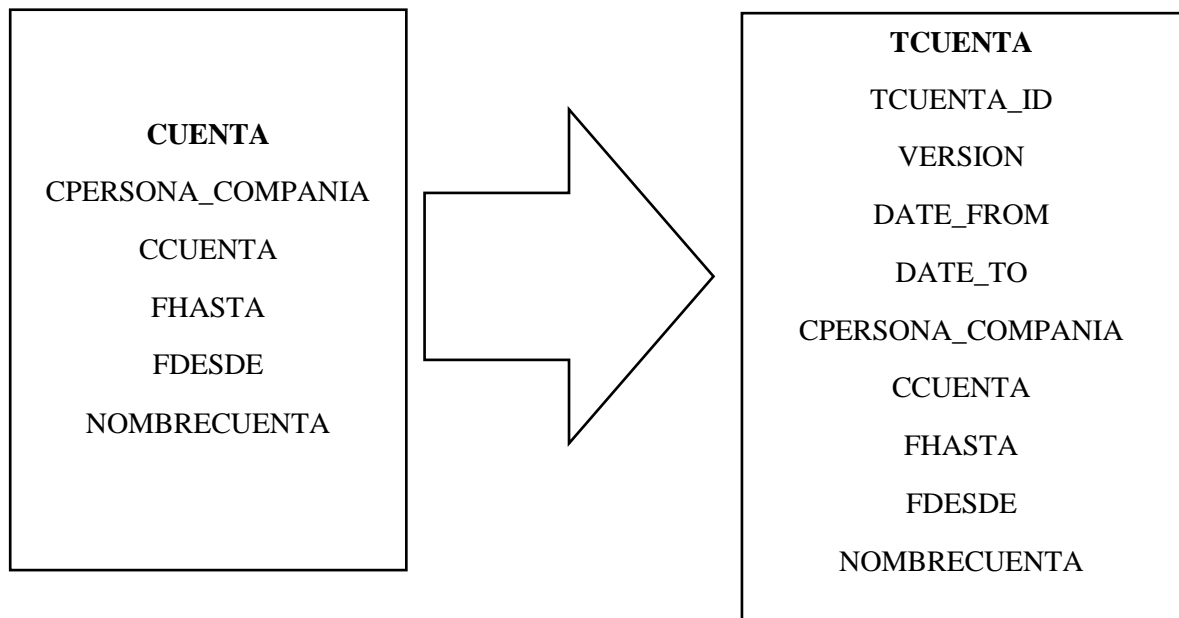 CUENTA
CPERSONA_COMPANIA
CCUENTA
FHASTA
FDESDE
NOMBRECUENTA
TCUENTA
TCUENTA_ID
VERSION
DATE_FROM
DATE_TO
CPERSONA_COMPANIA
CCUENTA
FHASTA
FDESDE
NOMBRECUENTA